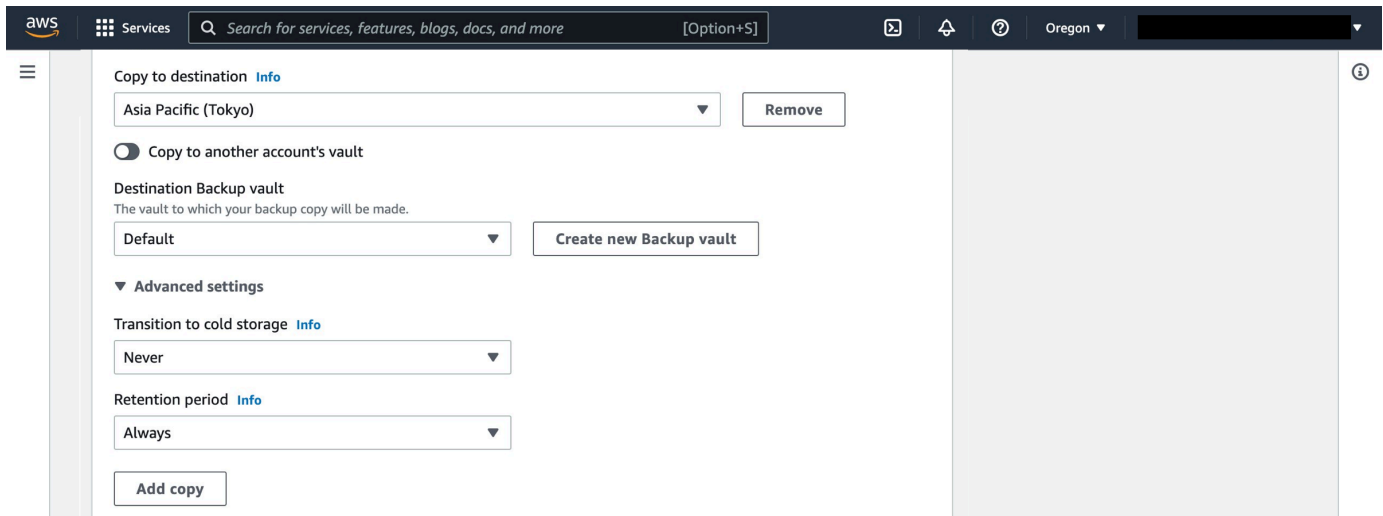 aws Services Search for services, features, blogs, docs, and more [Option+S] Oregon
Copy to destination Info
Asia Pacific (Tokyo) Remove
Copy to another account's vault
Destination Backup vault
The vault to which your backup copy will be made.
Default Create new Backup vault
Advanced settings
Transition to cold storage Info
Never
Retention period Info
Always
Add copy